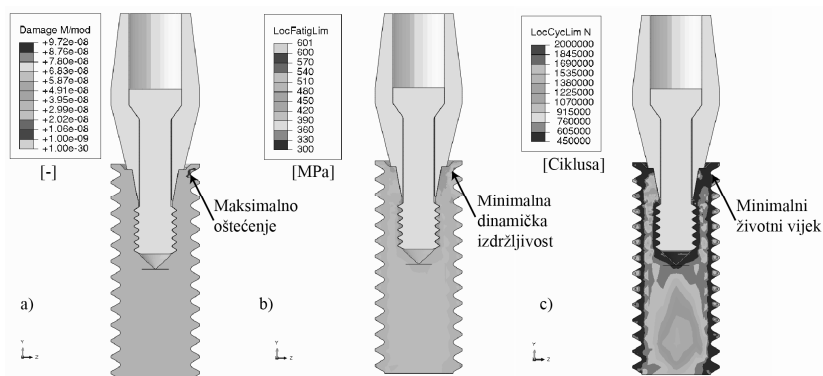 Damage M/mod
+9.72e-08
+8.76e-08
+7.80e-08
+6.83e-08
+5.87e-08
+4.91e-08
+3.95e-08
+2.99e-08
+2.02e-08
+1.06e-08
+1.00e-09
+1.00e-30
[-]
Maksimalno
oštećenje
a)
Y
Z
LocFatigLim
601
600
570
540
510
480
450
420
390
360
330
300
[MPa]
Minimalna
dinamička
izdržljivost
b)
Y
Z
LocCycLim N
2000000
1845000
1690000
1535000
1380000
1225000
1070000
915000
760000
605000
450000
[Ciklusa]
Minimalni
životni vijek
c)
Y
Z